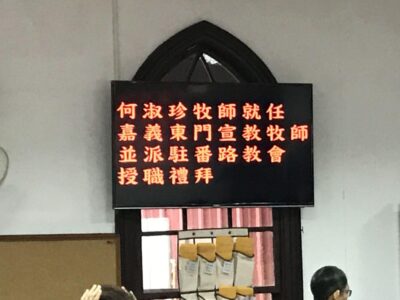 何淑珍牧師就任
嘉義東門宣教牧師
並派駐番路教會
授職禮拜